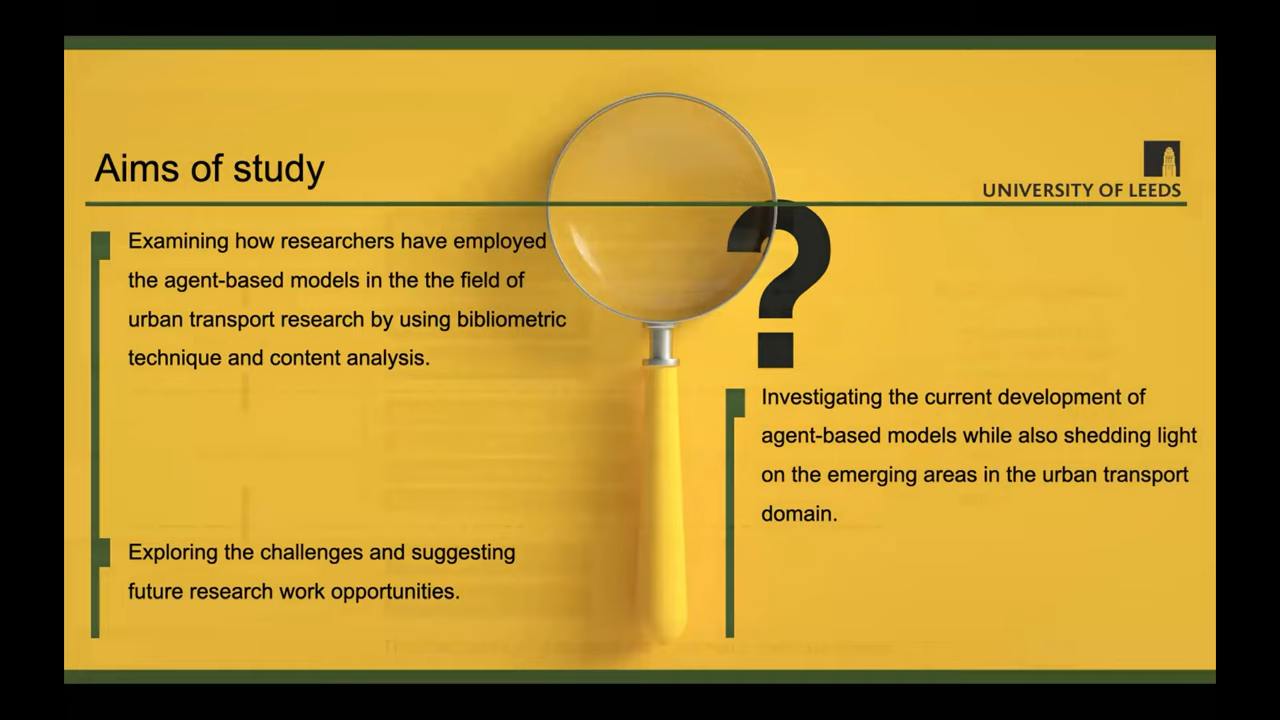 Aims of study
UNIVERSITY OF LEEDS
Examining how researchers have employed
the agent-based models in the the field of
urban transport research by using bibliometric
technique and content analysis.
?
Investigating the current development of
agent-based models while also shedding light
on the emerging areas in the urban transport
domain.
Exploring the challenges and suggesting
future research work opportunities.